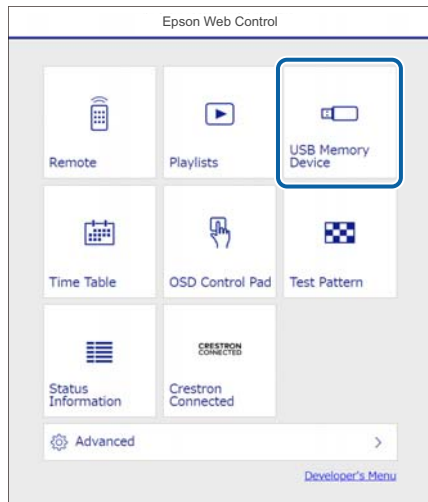 Epson Web Control
Remote
Playlists
USB Memory
Device
Time Table
OSD Control Pad
Test Pattern
Status
Information
CRESTRON
CONNECTED
Crestron
Connected
Advanced
Developer's Menu